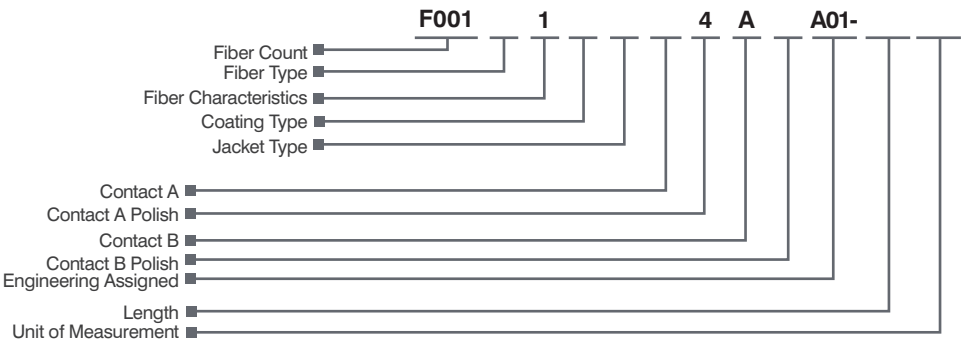 F001 1 4 A A01-
Fiber Count
Fiber Type
Fiber Characteristics
Coating Type
Jacket Type
Contact A
Contact A Polish
Contact B
Contact B Polish
Engineering Assigned
Length
Unit of Measurement